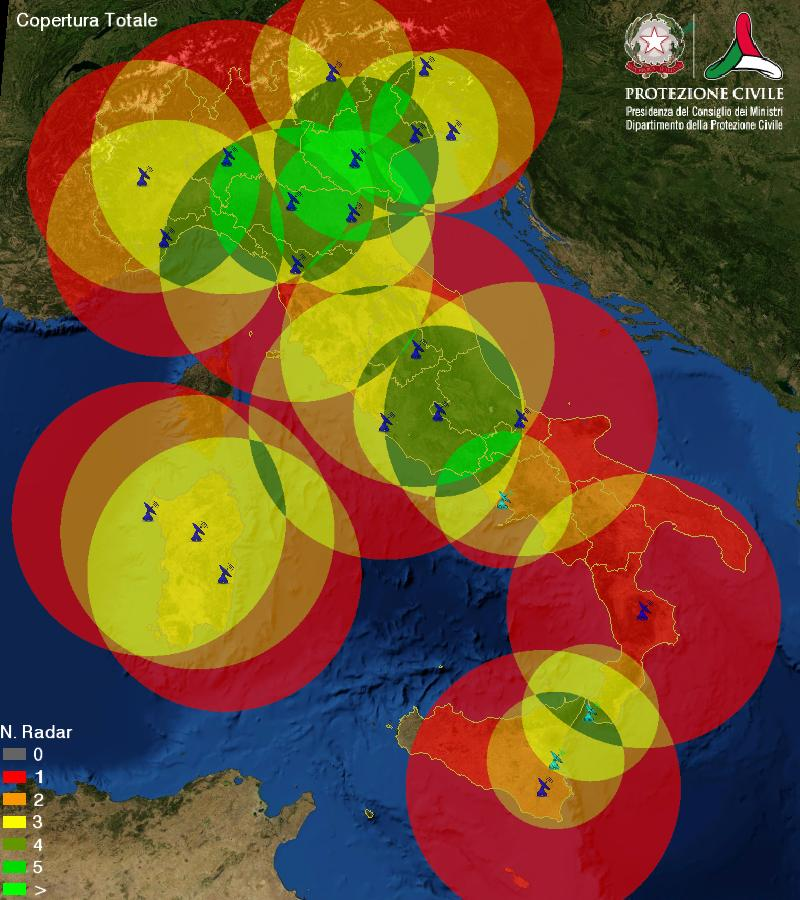 Copertura Totale
PROTEZIONE CIVILE
Presidenza del Consiglio dei Ministri
Dipartimento della Protezione Civile
N. Radar
0
1
2
3
4
5
>